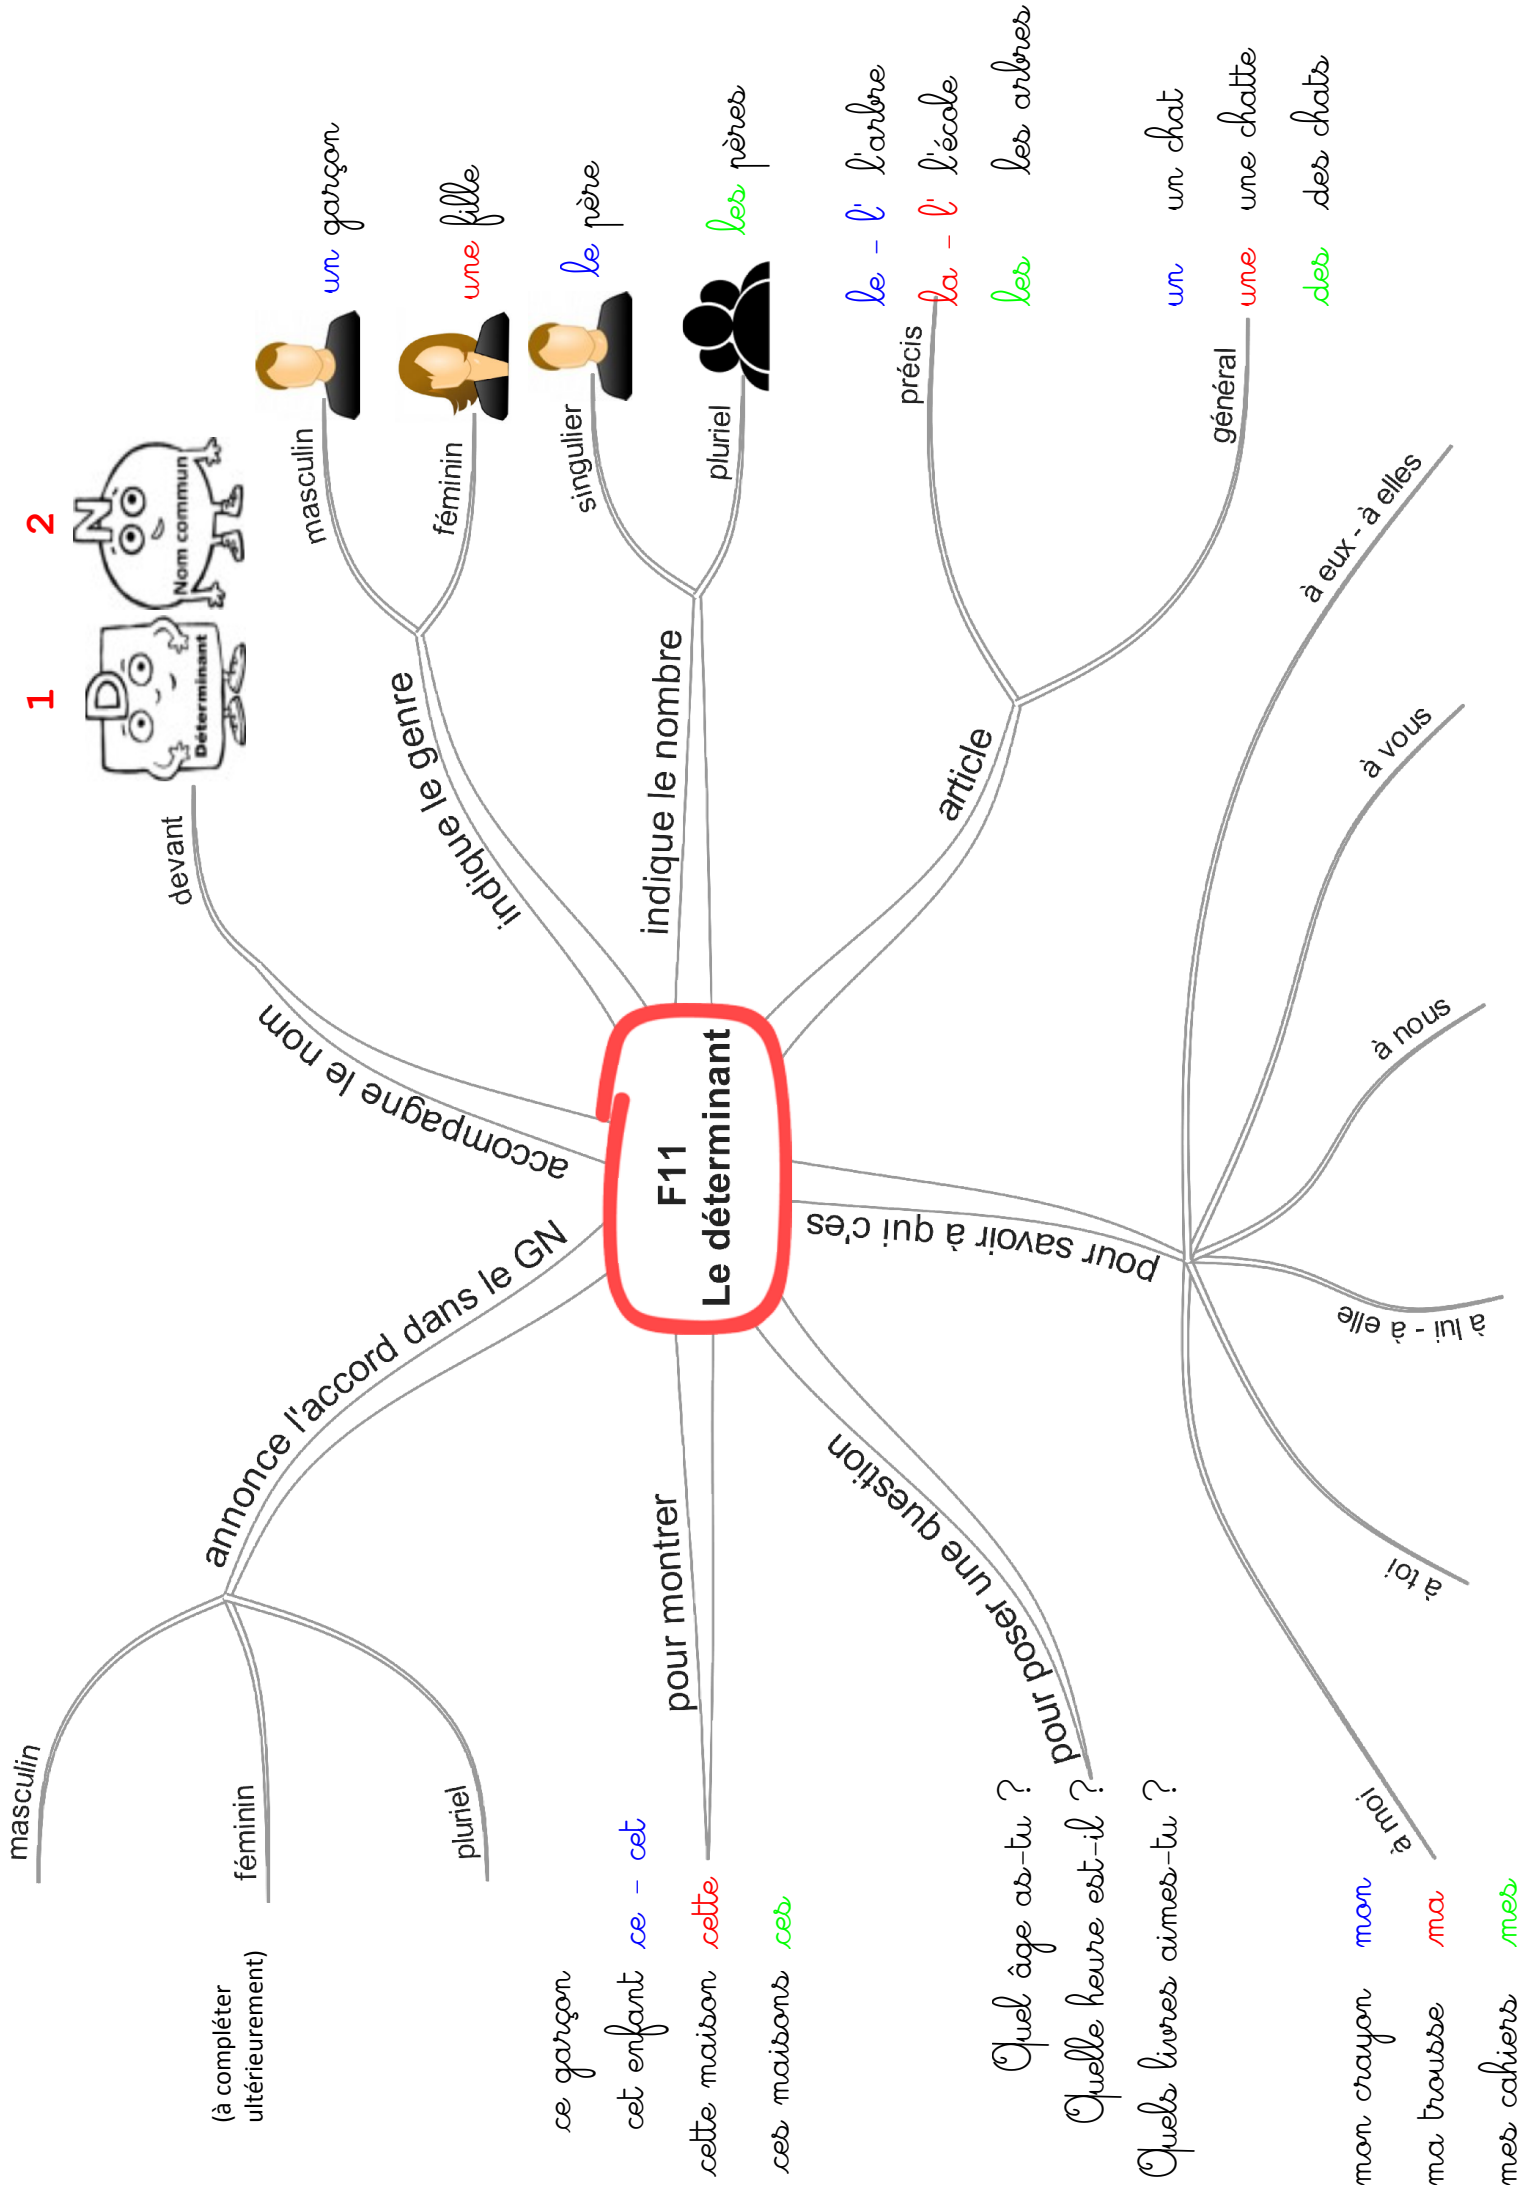 1
2
D
Déterminant
N
Nom commun
F11
Le déterminant
accompagne le nom
devant
indique le genre
masculin
un garçon
féminin
une fille
indique le nombre
singulier
le père
pluriel
les pères
article
précis
le - l' l'arbre
la - l' l'école
les les arbres
général
un un chat
une une chatte
des des chats
pour savoir à qui c'es
à eux - à elles
à vous
à nous
à lui - à elle
à toi
à moi
mon crayon mon
ma trousse ma
mes cahiers mes
pour poser une question
Quel âge as-tu ?
Quelle heure est-il ?
Quels livres aimes-tu ?
pour montrer
ce garçon
cet enfant ce - cet
cette maison cette
ces maisons ces
annonce l'accord dans le GN
masculin
féminin
pluriel
(à compléter
ultérieurement)